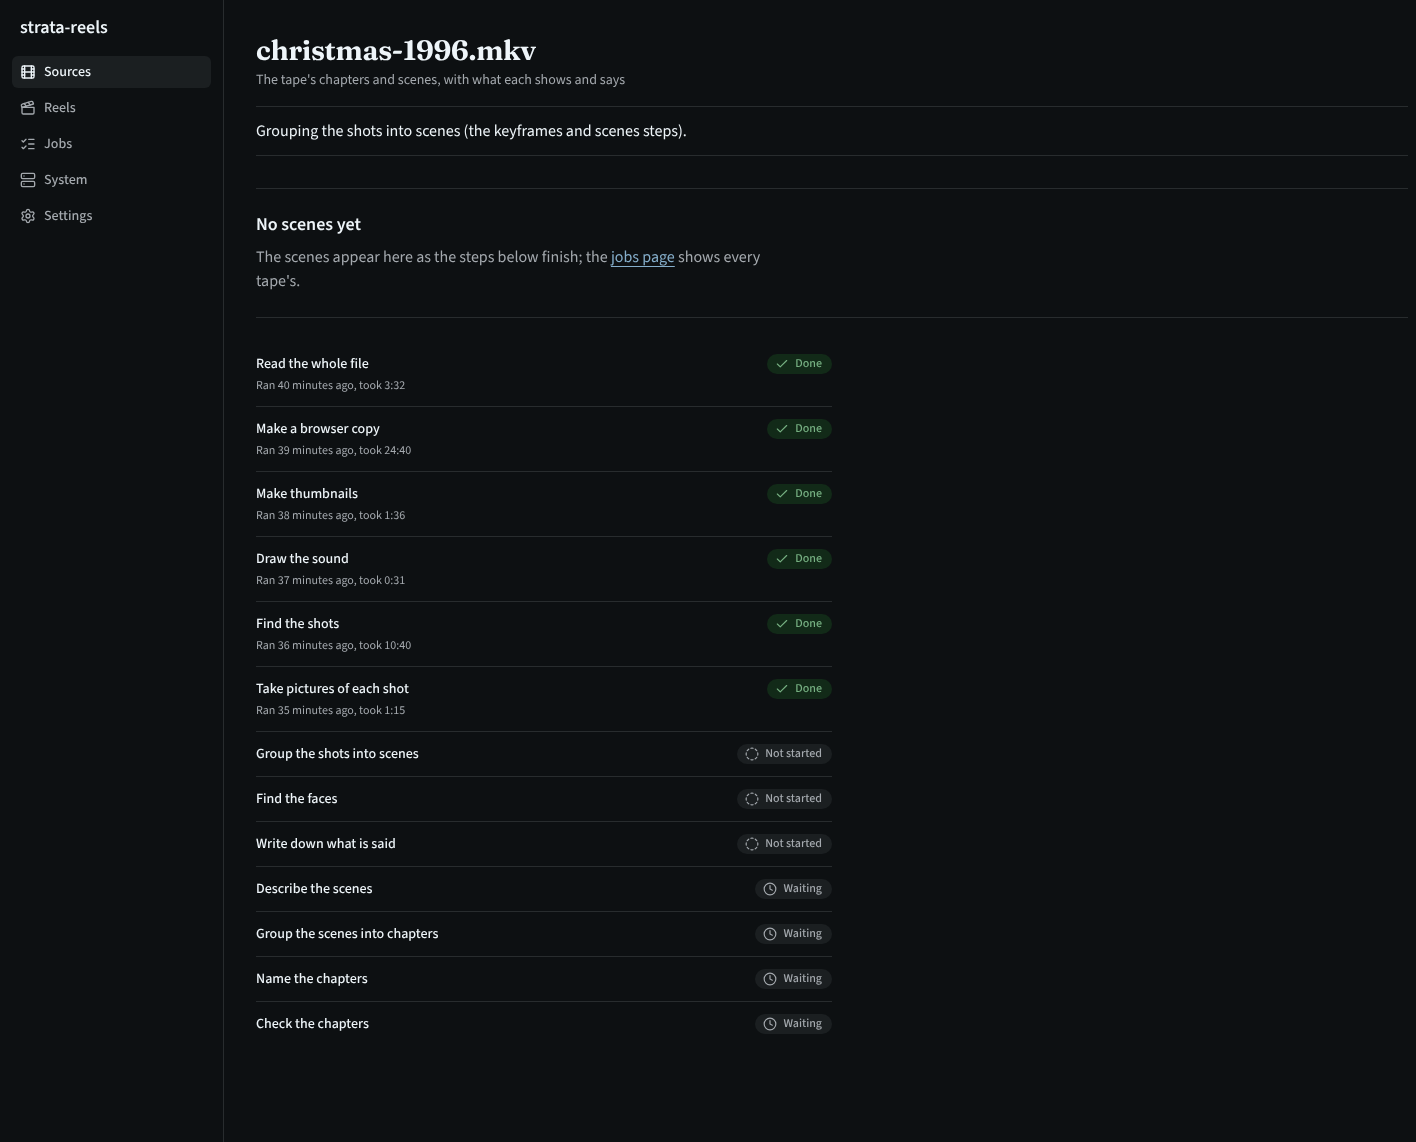 strata-reels
Sources
Reels
Jobs
System
Settings
christmas-1996.mkv
The tape's chapters and scenes, with what each shows and says
Grouping the shots into scenes (the keyframes and scenes steps).
No scenes yet
The scenes appear here as the steps below finish; the jobs page shows every
tape's.
Read the whole file
Done
Ran 40 minutes ago, took 3:32
Make a browser copy
Done
Ran 39 minutes ago, took 24:40
Make thumbnails
Done
Ran 38 minutes ago, took 1:36
Draw the sound
Done
Ran 37 minutes ago, took 0:31
Find the shots
Done
Ran 36 minutes ago, took 10:40
Take pictures of each shot
Done
Ran 35 minutes ago, took 1:15
Group the shots into scenes
Not started
Find the faces
Not started
Write down what is said
Not started
Describe the scenes
Waiting
Group the scenes into chapters
Waiting
Name the chapters
Waiting
Check the chapters
Waiting